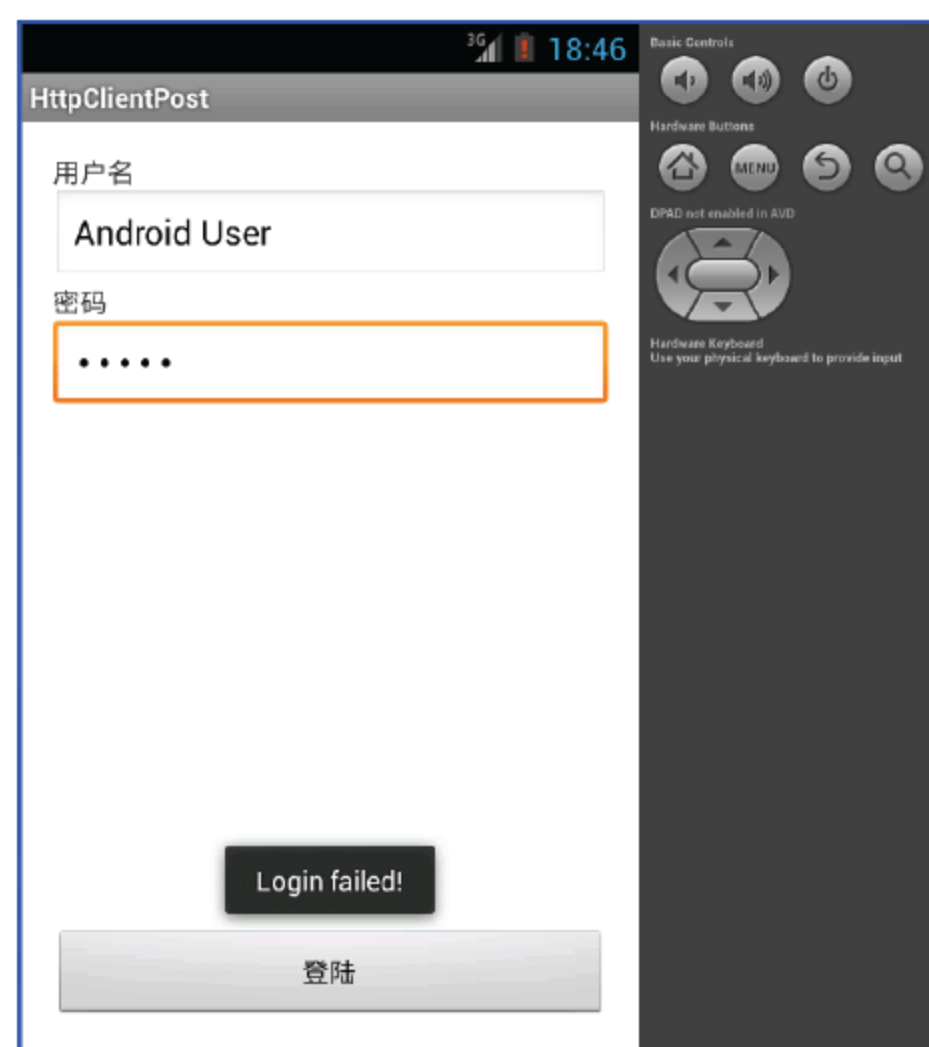 3G 18:46
HttpClientPost
用户名
Android User
密码
•••••
Login failed!
登陆
Basic Controls
Hardware Buttons
MENU
DPAD not enabled in AVD
Hardware Keyboard
Use your physical keyboard to provide input